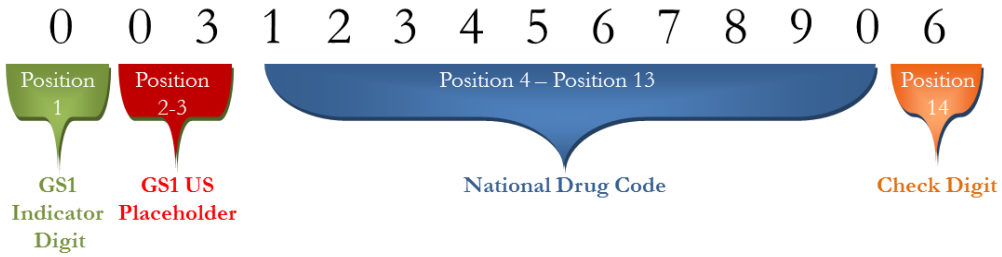 0 0 3 1 2 3 4 5 6 7 8 9 0 6
Position
1
Position
2-3
Position 4 – Position 13
Position
14
GS1
Indicator
Digit
GS1 US
Placeholder
National Drug Code
Check Digit